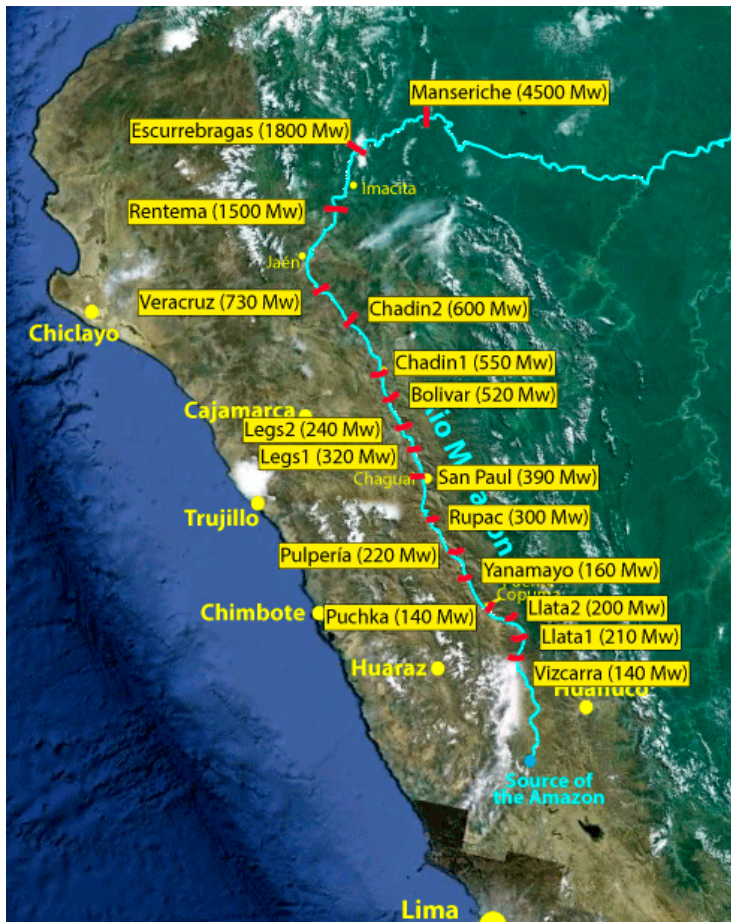 Manseriche (4500 Mw)
Escurrebragas (1800 Mw)
Imacita
Rentema (1500 Mw)
Jaén
Veracruz (730 Mw)
Chadin2 (600 Mw)
Chiclayo
Chadin1 (550 Mw)
Bolivar (520 Mw)
Cajamarca
Legs2 (240 Mw)
Legs1 (320 Mw)
Chagual
San Paul (390 Mw)
Trujillo
Rupac (300 Mw)
Pulpería (220 Mw)
Yanamayo (160 Mw)
Copuma
Chimbote
Puchka (140 Mw)
Llata2 (200 Mw)
Llata1 (210 Mw)
Huaraz
Vizcarra (140 Mw)
Huánuco
Source of
the Amazon
Lima